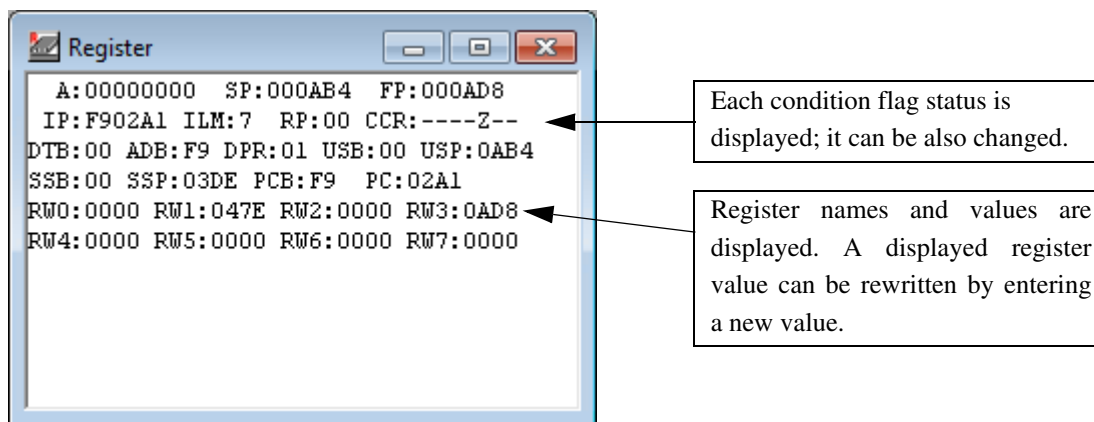 Register
A:00000000 SP:000AB4 FP:000AD8
IP:F902A1 ILM:7 RP:00 CCR:----Z--
DTB:00 ADB:F9 DPR:01 USB:00 USP:0AB4
SSB:00 SSP:03DE PCB:F9 PC:02A1
RW0:0000 RW1:047E RW2:0000 RW3:0AD8
RW4:0000 RW5:0000 RW6:0000 RW7:0000
Each condition flag status is
displayed; it can be also changed.
Register names and values are
displayed. A displayed register
value can be rewritten by entering
a new value.